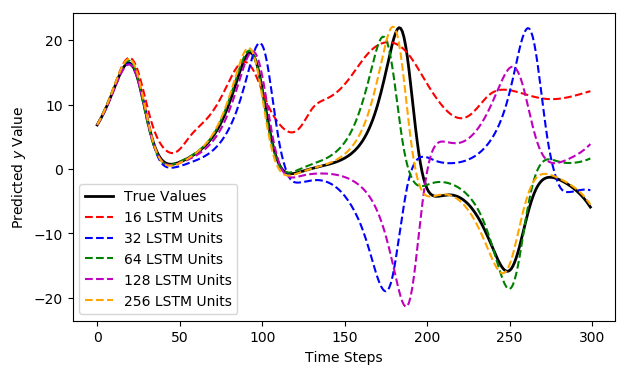 20
10
0
−10
−20
Predicted y Value
True Values
16 LSTM Units
32 LSTM Units
64 LSTM Units
128 LSTM Units
256 LSTM Units
0 50 100 150 200 250 300
Time Steps